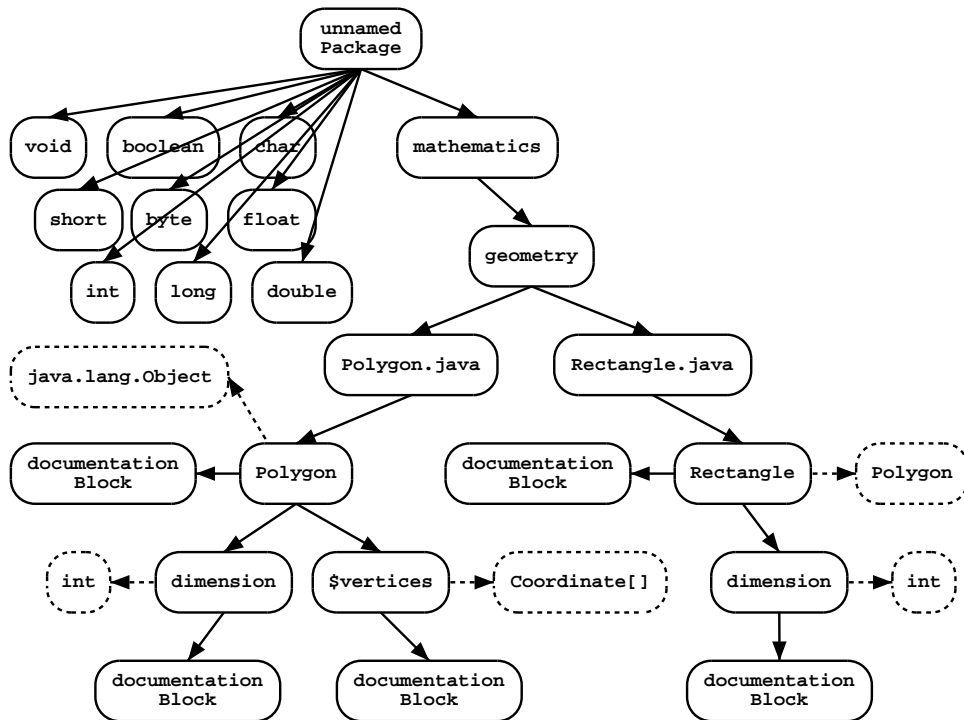 unnamed
Package
void
boolean
char
mathematics
short
byte
float
geometry
int
long
double
Polygon.java
Rectangle.java
java.lang.Object
documentation
Block
Polygon
documentation
Block
Rectangle
Polygon
int
dimension
$vertices
Coordinate[]
dimension
int
documentation
Block
documentation
Block
documentation
Block